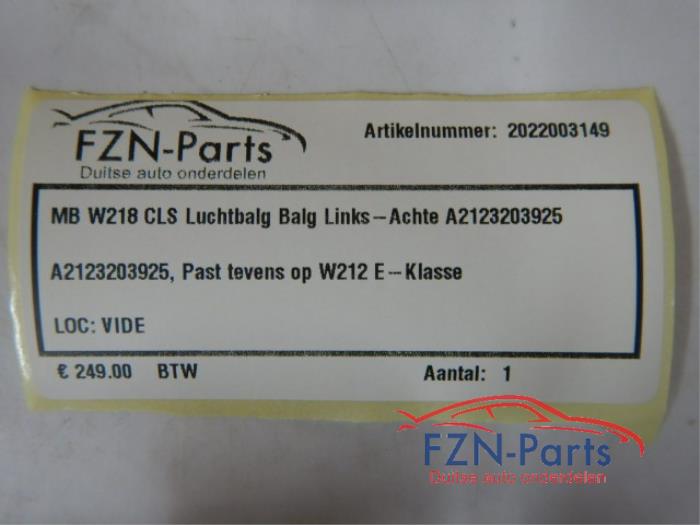 FZN-Parts
Duitse auto onderdelen
Artikelnummer: 2022003149
MB W218 CLS Luchtbalg Balg Links-Achte A2123203925
A2123203925, Past tevens op W212 E-Klasse
LOC: VIDE
€ 249.00 BTW
Aantal: 1
FZN-Parts
Duitse auto onderdelen